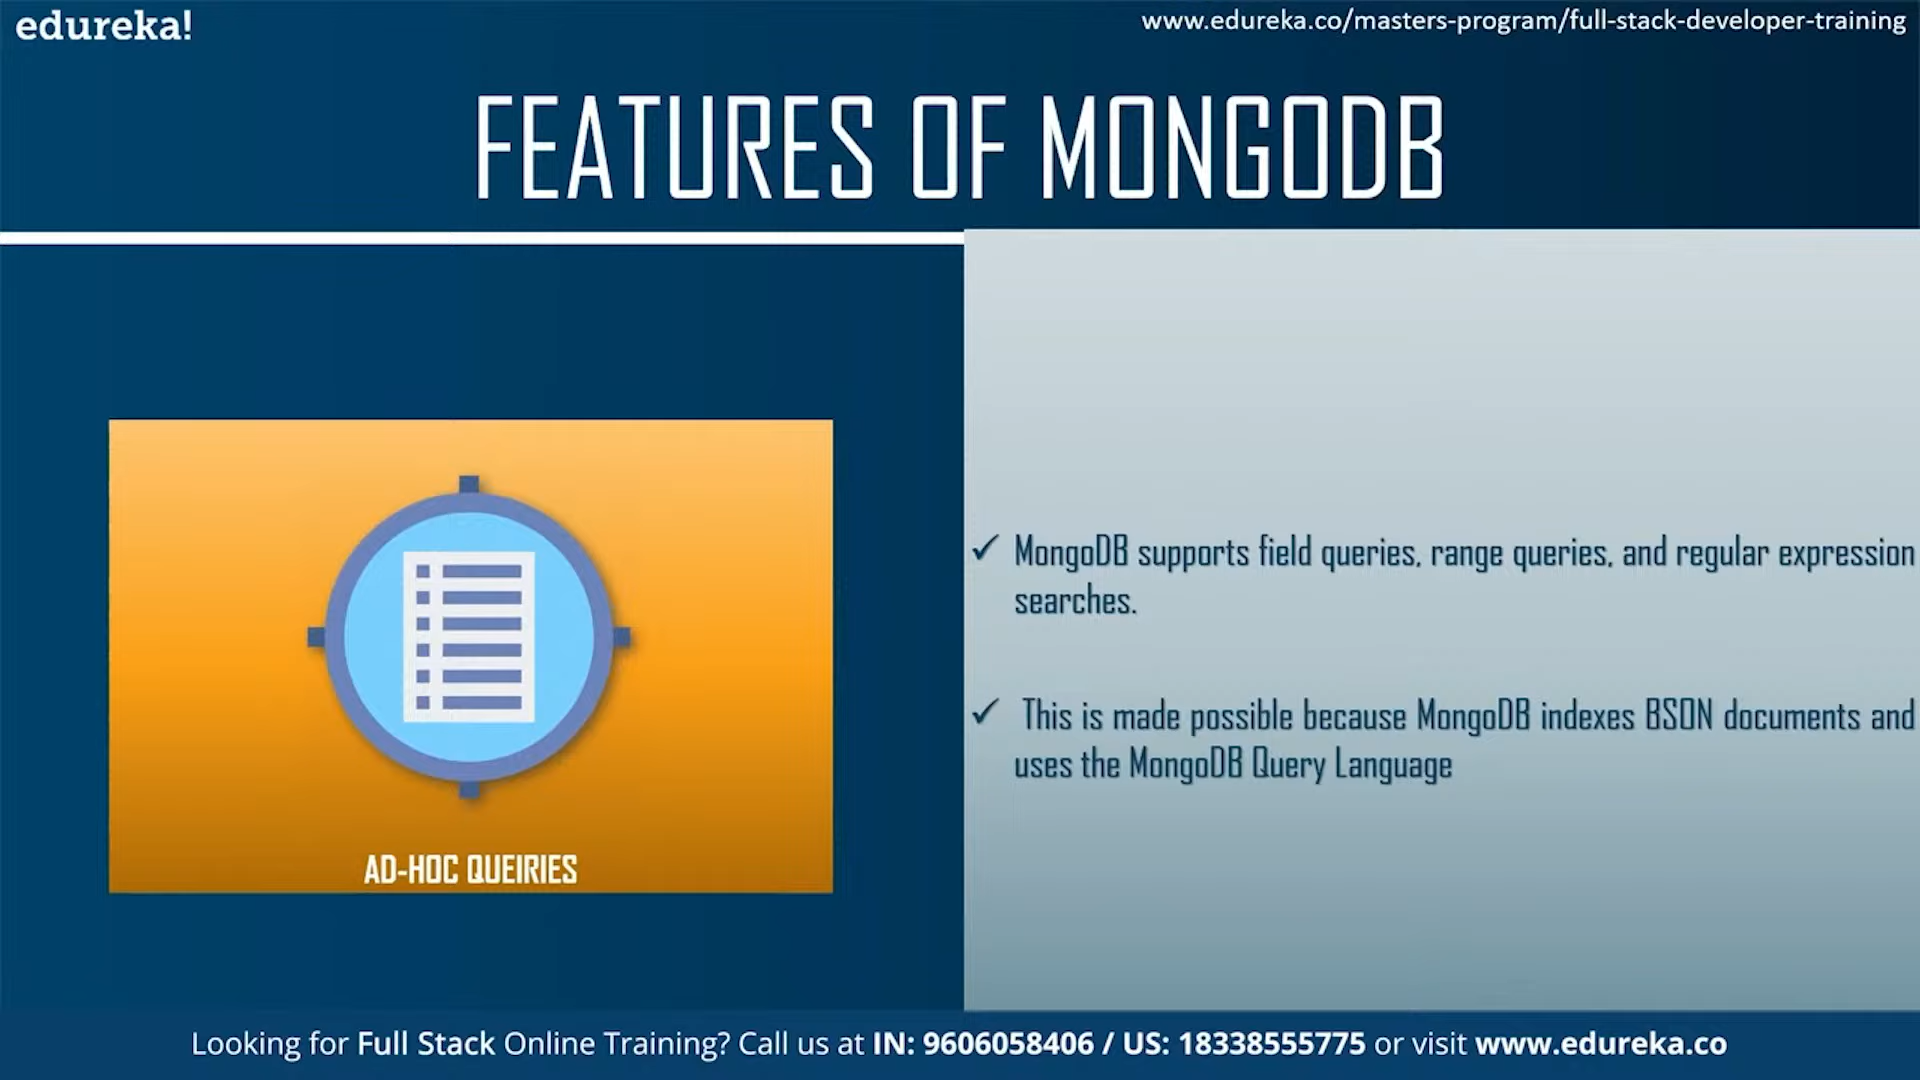 edureka!
www.edureka.co/masters-program/full-stack-developer-training
FEATURES OF MONGODB
✓ MongoDB supports field queries, range queries, and regular expression
searches.
✓ This is made possible because MongoDB indexes BSON documents and
uses the MongoDB Query Language
AD-HOC QUEIRIES
Looking for Full Stack Online Training? Call us at IN: 9606058406 / US: 18338555775 or visit www.edureka.co